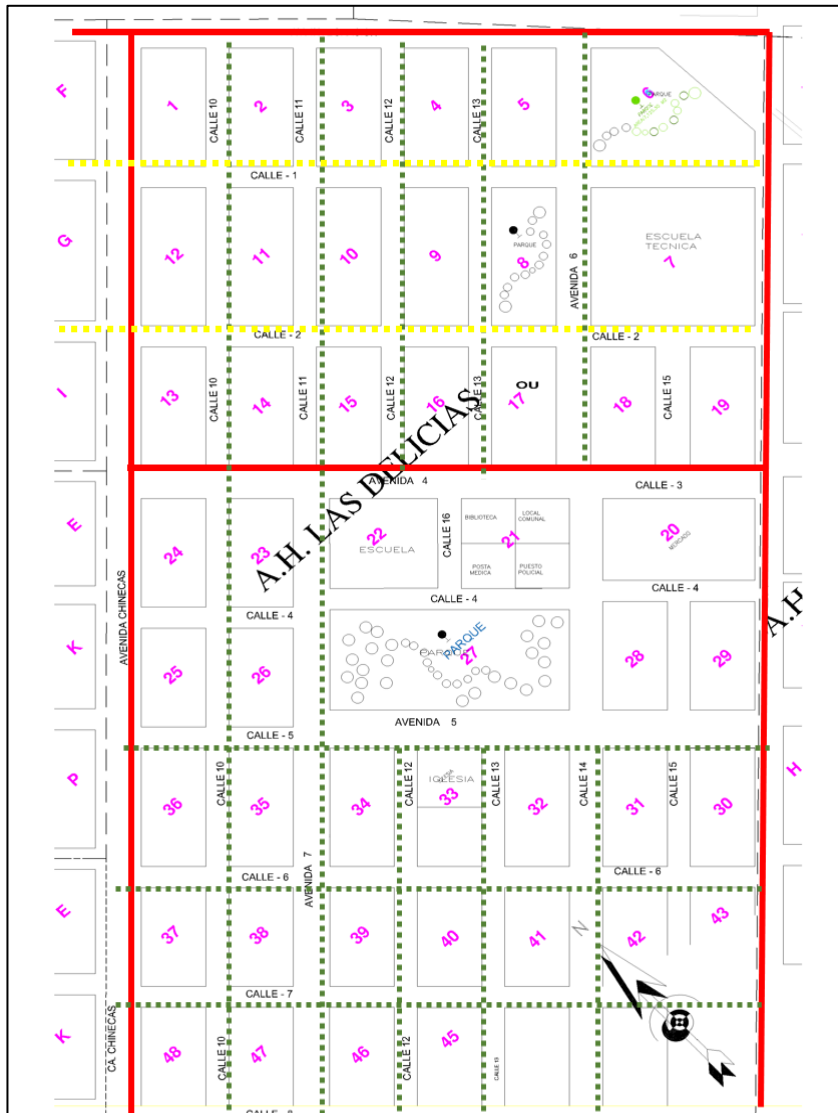 F
1
CALLE 10
2
CALLE 11
3
CALLE 12
4
CALLE 13
5
6
PARQUE
CALLE - 1
G
12
11
10
9
8
PARQUE
AVENIDA 6
ESCUELA
TECNICA
7
CALLE - 2
CALLE - 2
I
13
CALLE 10
14
CALLE 11
15
CALLE 12
16
CALLE 13
OU
17
18
CALLE 15
19
A.H. LAS DELICIAS
AVENIDA 4
CALLE - 3
E
24
23
22
ESCUELA
CALLE 16
BIBLIOTECA
LOCAL
COMUNAL
21
POSTA
MEDICA
PUESTO
POLICIAL
20
MERCADO
CALLE - 4
CALLE - 4
CALLE - 4
AVENIDA CHINECAS
K
25
26
PARQUE
PARQUE
27
28
29
A.H
CALLE - 5
AVENIDA 5
P
36
CALLE 10
35
AVENIDA 7
34
CALLE 12
IGLESIA
33
CALLE 13
32
CALLE 14
31
CALLE 15
30
H
CALLE - 6
CALLE - 6
E
37
38
39
40
41
N
42
43
CALLE - 7
K
CA. CHINECAS
48
CALLE 10
47
46
CALLE 12
45
CALLE 13